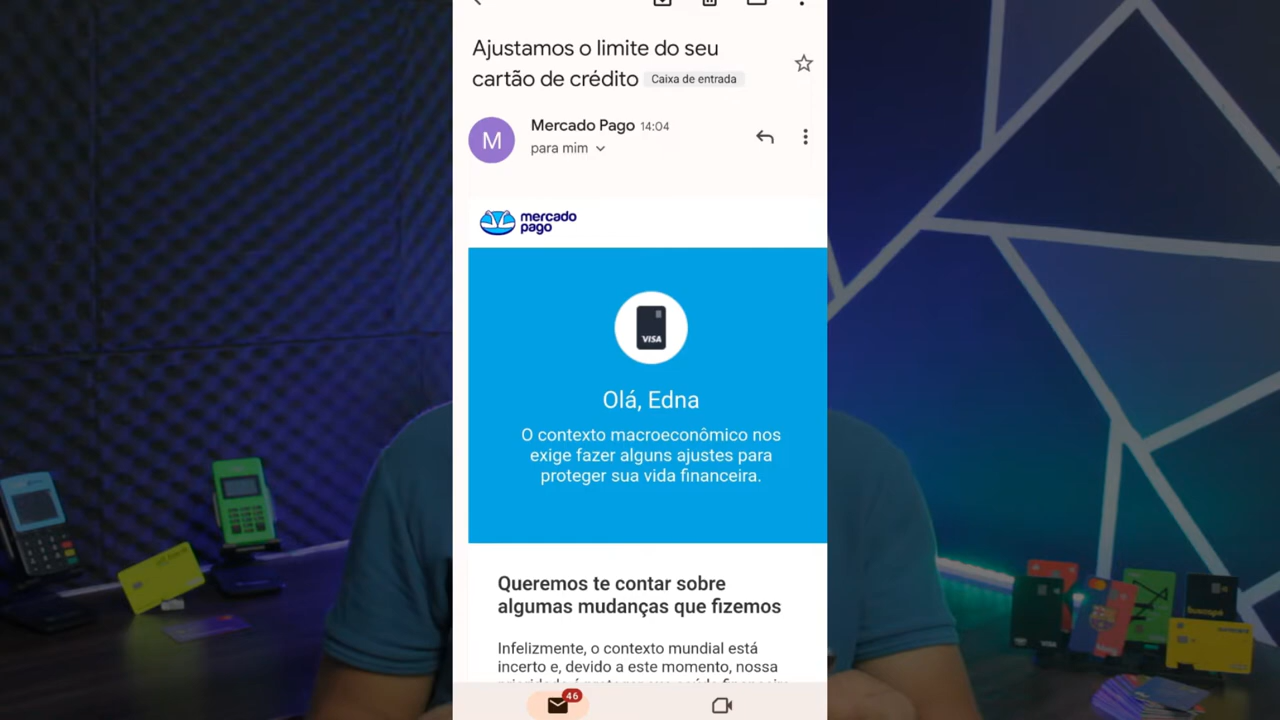 Ajustamos o limite do seu
cartão de crédito Caixa de entrada
M
Mercado Pago 14:04
para mim
mercado
pago
VISA
Olá, Edna
O contexto macroeconômico nos
exige fazer alguns ajustes para
proteger sua vida financeira.
Queremos te contar sobre
algumas mudanças que fizemos
Infelizmente, o contexto mundial está
incerto e, devido a este momento, nossa
46
VISA
buscapé